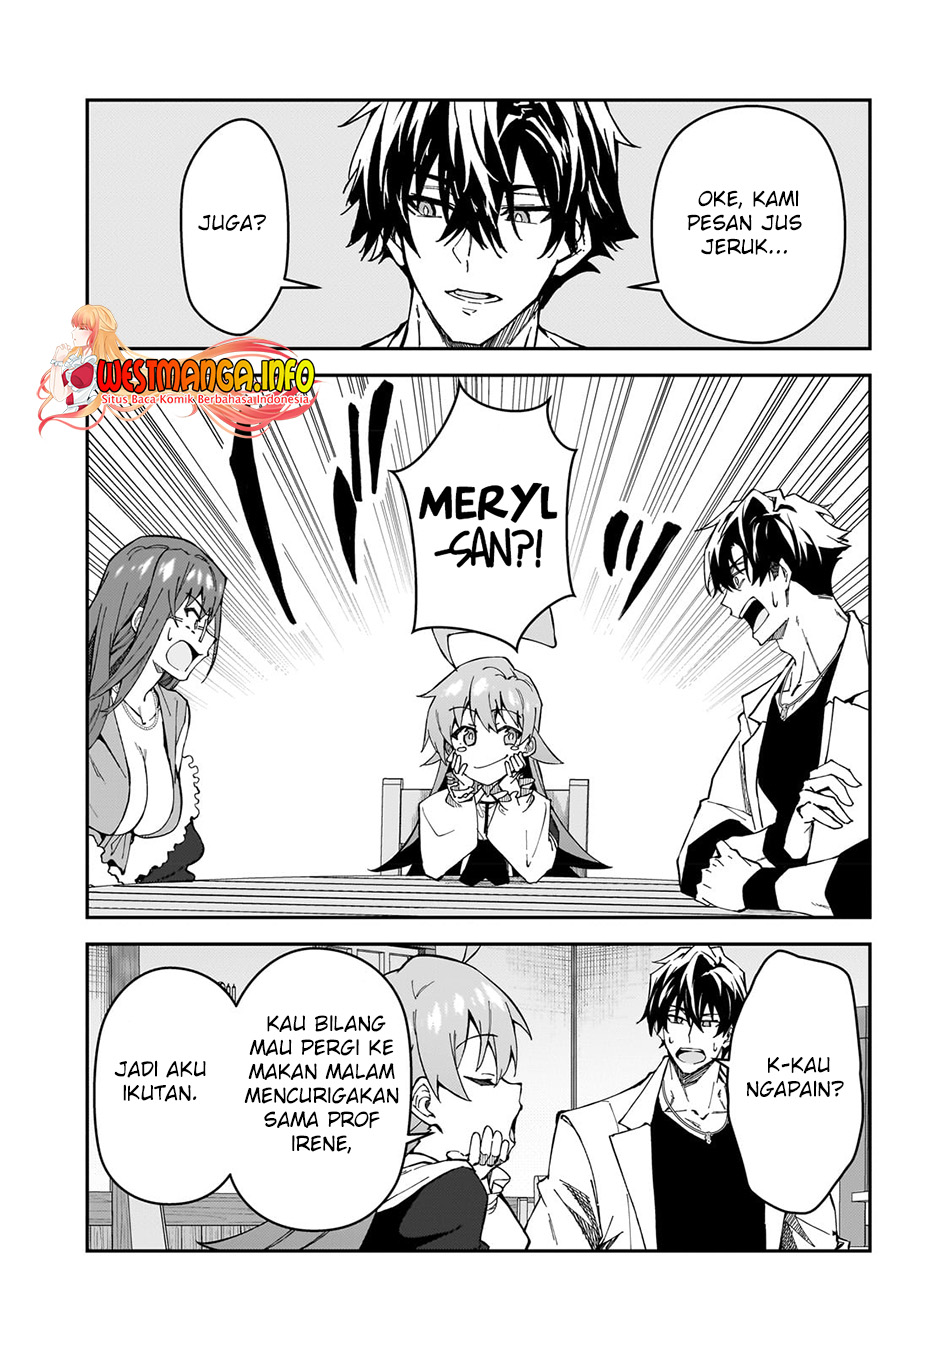 OKE, KAMI
PESAN JUS
JERUK...
JUGA?
WESTMANGA.INFO
Situs Baca Komik Berbahasa Indonesia
MERYL
-SAN?!
K-KAU
NGAPAIN?
KAU BILANG
MAU PERGI KE
MAKAN MALAM
MENCURIGAKAN
SAMA PROF
IRENE,
JADI AKU
IKUTAN.